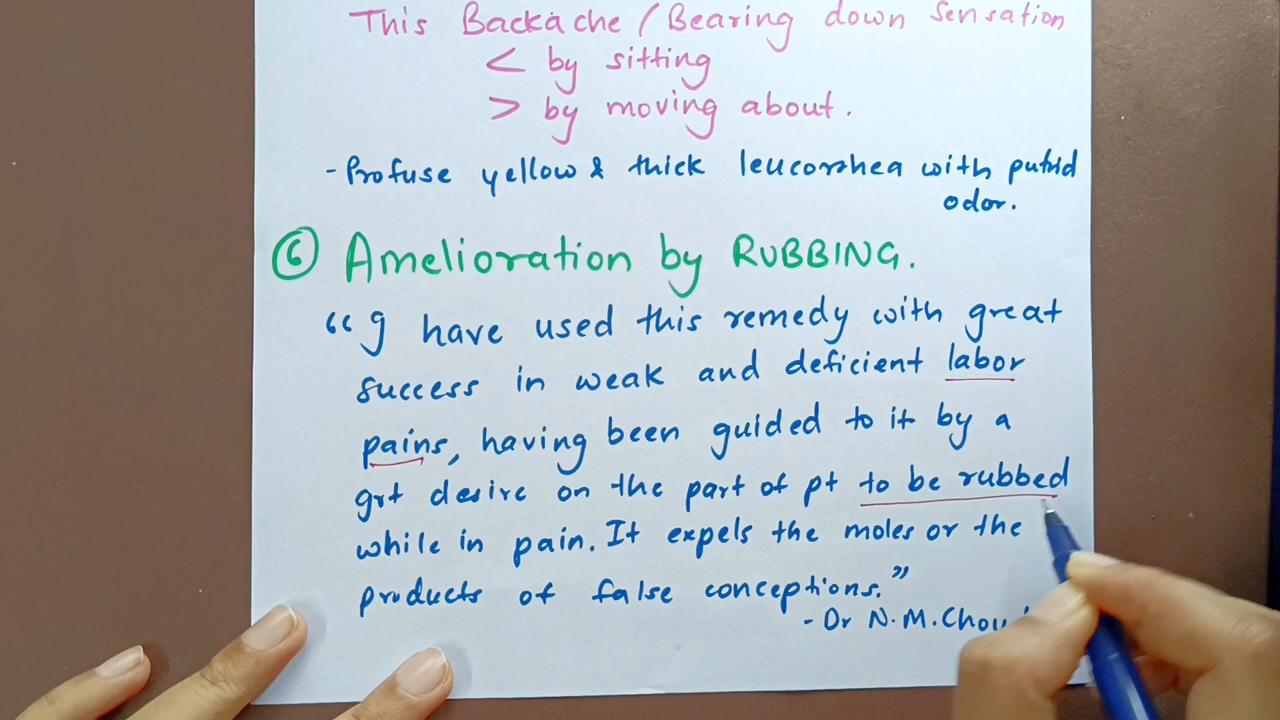 This Backache / Bearing down Sensation
< by sitting
> by moving about.
- Profuse yellow & thick leucorrhea with putrid
odor.
⑥ Amelioration by RUBBING.
“I have used this remedy with great
success in weak and deficient labor
pains, having been guided to it by a
grt desire on the part of pt to be rubbed
while in pain. It expels the moles or the
products of false conceptions.”
- Dr N.M.